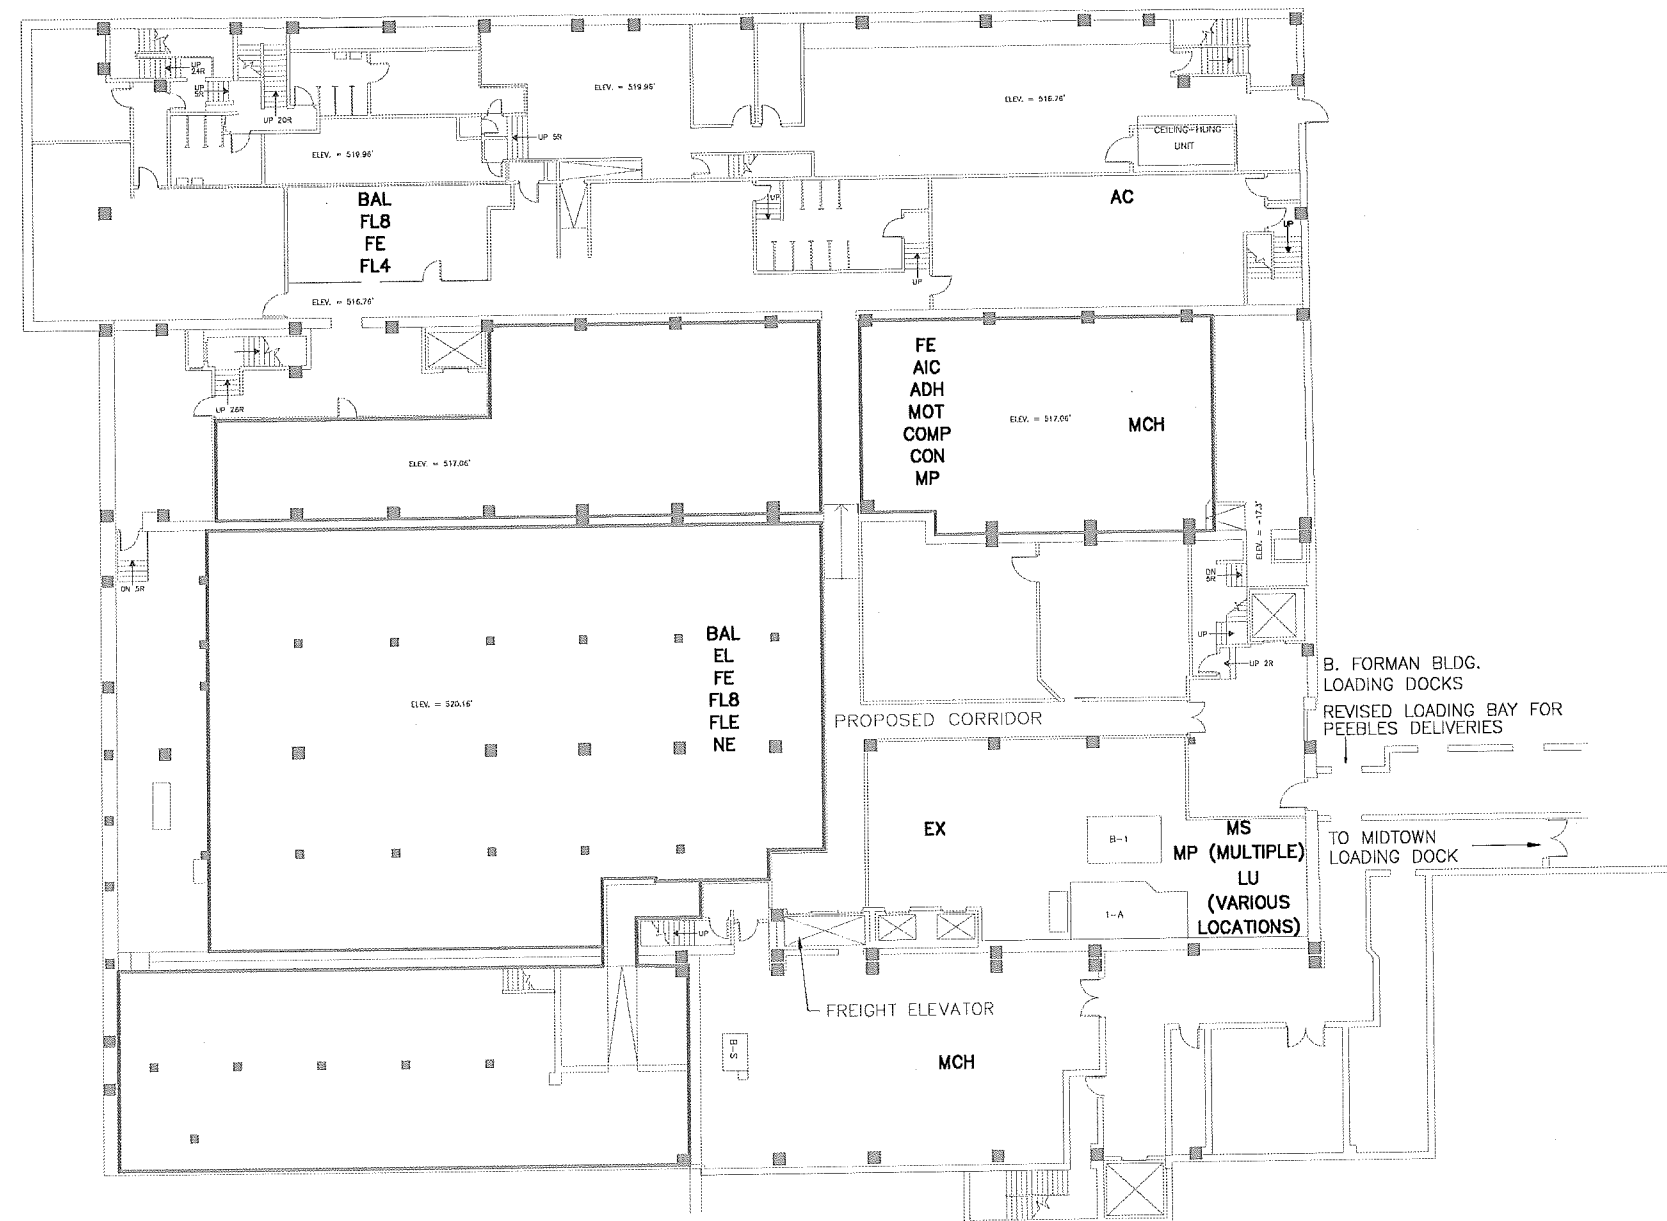 UP
24R
UP
5R
UP 20R
ELEV. = 519.96'
UP 5R
ELEV. = 519.96'
ELEV. = 516.76'
CEILING-HUNG
UNIT
BAL
FL8
FE
FL4
ELEV. = 516.76'
UP
UP
AC
UP
UP 26R
ELEV. = 517.06'
FE
AIC
ADH
MOT
COMP
CON
MP
ELEV. = 517.06'
MCH
ELEV. = -17.3'
DN 5R
DN
5R
UP
UP 2R
BAL
EL
FE
FL8
FLE
NE
ELEV. = 520.16'
PROPOSED CORRIDOR
B. FORMAN BLDG.
LOADING DOCKS
REVISED LOADING BAY FOR
PEEBLES DELIVERIES
EX
B-1
MS
MP (MULTIPLE)
LU
(VARIOUS
LOCATIONS)
TO MIDTOWN
LOADING DOCK
1-A
UP
FREIGHT ELEVATOR
B-S
MCH